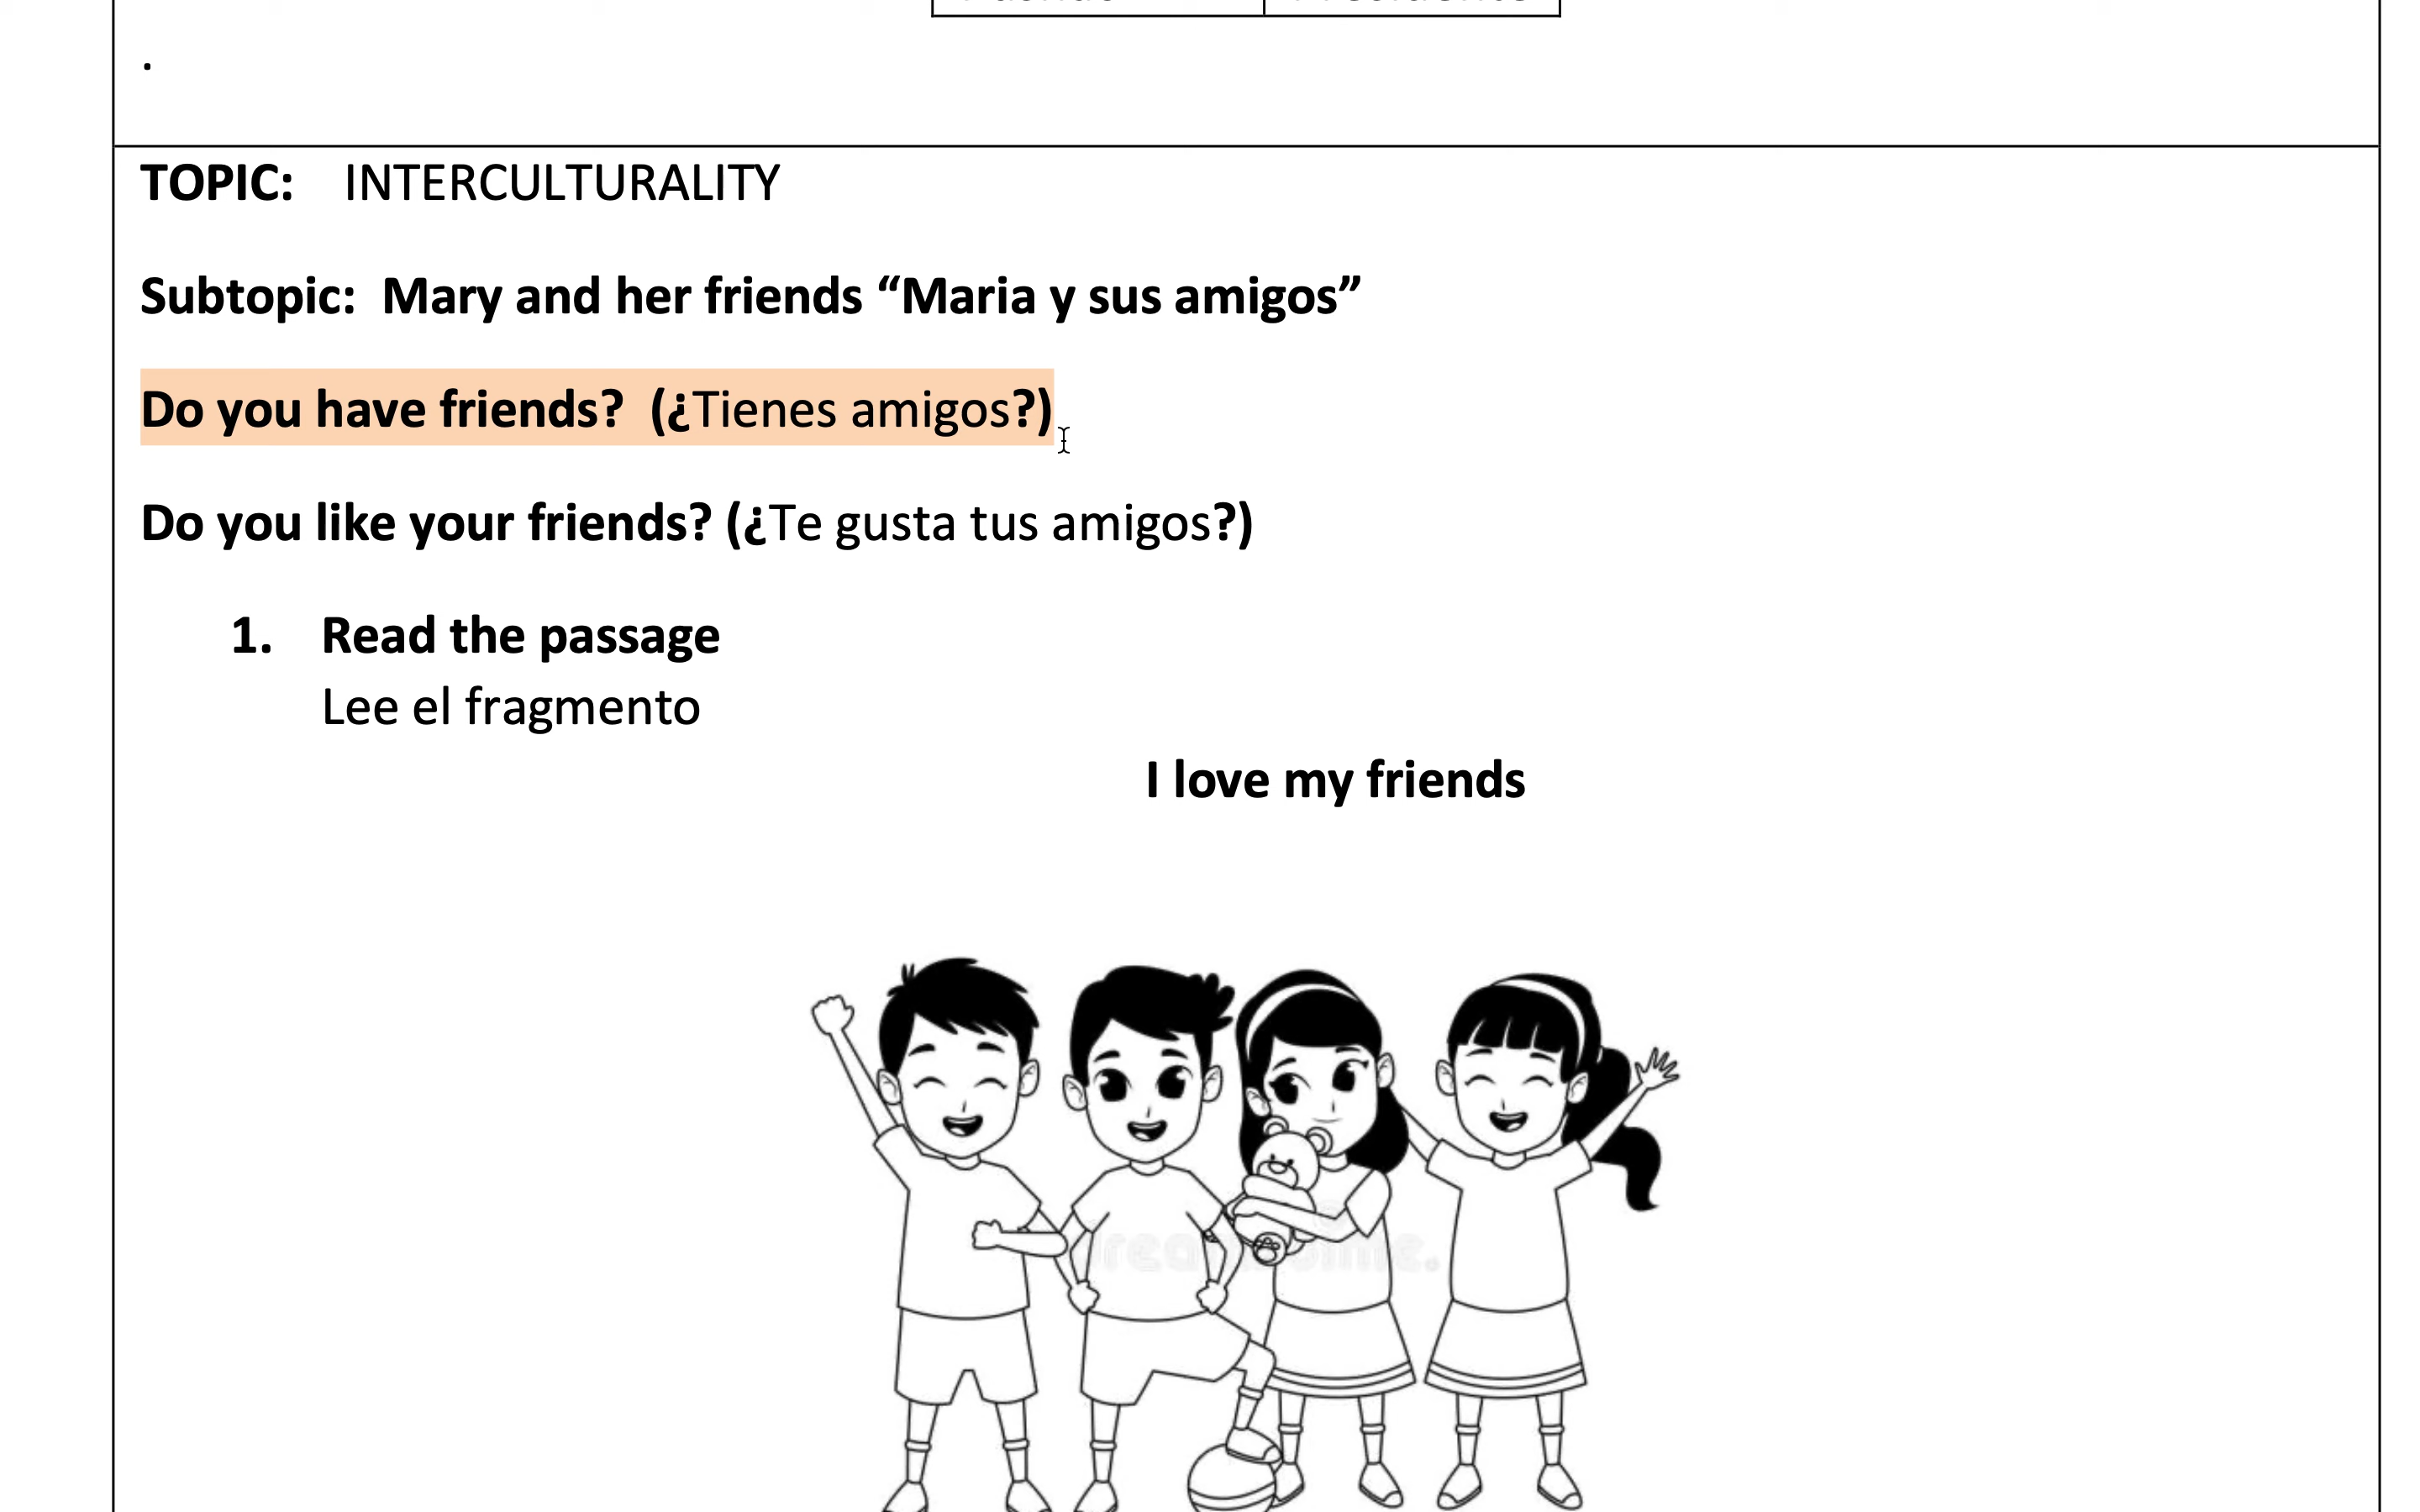 .
TOPIC: INTERCULTURALITY
Subtopic: Mary and her friends “Maria y sus amigos”
Do you have friends? (¿Tienes amigos?)
Do you like your friends? (¿Te gusta tus amigos?)
1. Read the passage
Lee el fragmento
I love my friends